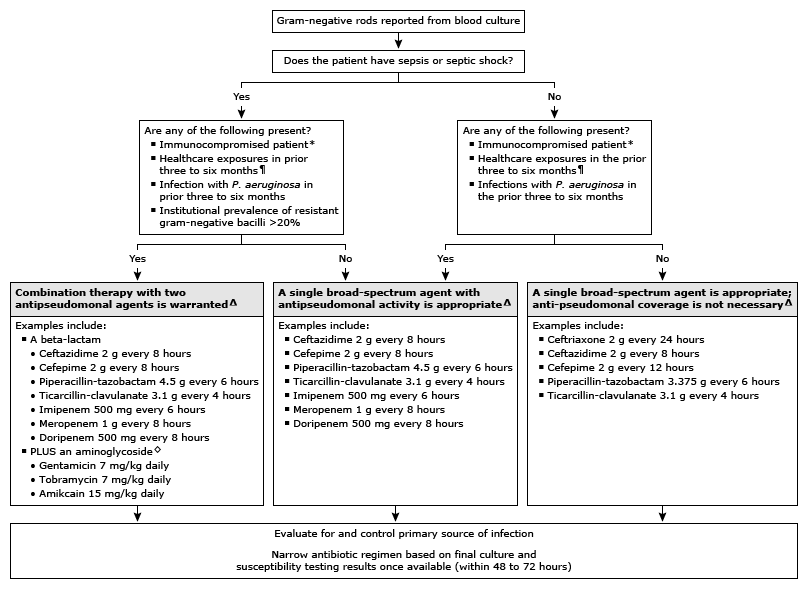 Gram-negative rods reported from blood culture
Does the patient have sepsis or septic shock?
Yes
No
Are any of the following present?
▪ Immunocompromised patient*
▪ Healthcare exposures in prior
three to six months¶
▪ Infection with P. aeruginosa in
prior three to six months
▪ Institutional prevalence of resistant
gram-negative bacilli >20%
Are any of the following present?
▪ Immunocompromised patient*
▪ Healthcare exposures in the prior
three to six months¶
▪ Infections with P. aeruginosa in
the prior three to six months
Yes
No
Yes
No
Combination therapy with two
antipseudomonal agents is warrantedΔ
Examples include:
▪ A beta-lactam
• Ceftazidime 2 g every 8 hours
• Cefepime 2 g every 8 hours
• Piperacillin-tazobactam 4.5 g every 6 hours
• Ticarcillin-clavulanate 3.1 g every 4 hours
• Imipenem 500 mg every 6 hours
• Meropenem 1 g every 8 hours
• Doripenem 500 mg every 8 hours
▪ PLUS an aminoglycoside◇
• Gentamicin 7 mg/kg daily
• Tobramycin 7 mg/kg daily
• Amikcain 15 mg/kg daily
A single broad-spectrum agent with
antipseudomonal activity is appropriateΔ
Examples include:
▪ Ceftazidime 2 g every 8 hours
▪ Cefepime 2 g every 8 hours
▪ Piperacillin-tazobactam 4.5 g every 6 hours
▪ Ticarcillin-clavulanate 3.1 g every 4 hours
▪ Imipenem 500 mg every 6 hours
▪ Meropenem 1 g every 8 hours
▪ Doripenem 500 mg every 8 hours
A single broad-spectrum agent is appropriate;
anti-pseudomonal coverage is not necessaryΔ
Examples include:
▪ Ceftriaxone 2 g every 24 hours
▪ Ceftazidime 2 g every 8 hours
▪ Cefepime 2 g every 12 hours
▪ Piperacillin-tazobactam 3.375 g every 6 hours
▪ Ticarcillin-clavulanate 3.1 g every 4 hours
Evaluate for and control primary source of infection
Narrow antibiotic regimen based on final culture and
susceptibility testing results once available (within 48 to 72 hours)